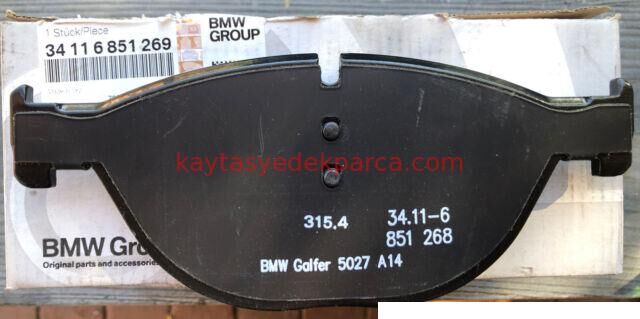 1 Stück/Piece
34 11 6 851 269
BMW
GROUP
kaytasyedekparca.com
315.4
34.11-6
851 268
BMW Galfer 5027 A14
BMW Gro
Original parts and accessories